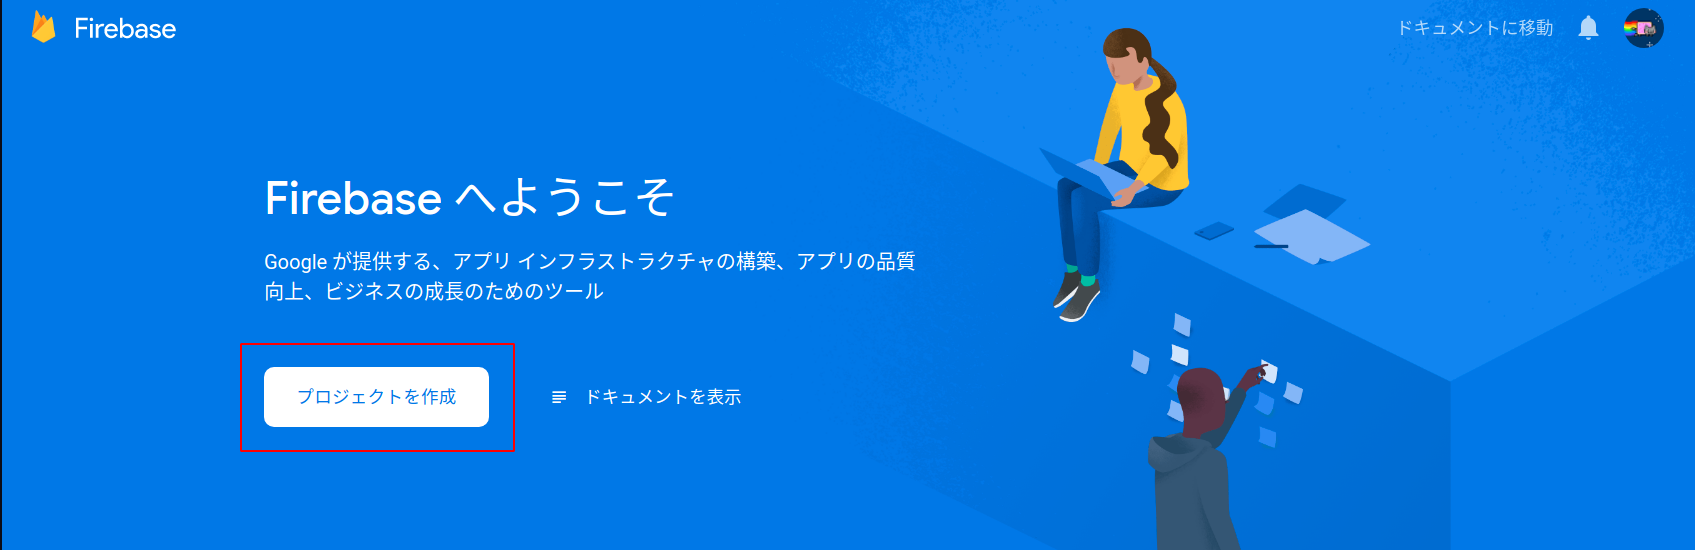 Firebase
ドキュメントに移動
Firebase へようこそ
Google が提供する、アプリ インフラストラクチャの構築、アプリの品質
向上、ビジネスの成長のためのツール
プロジェクトを作成
ドキュメントを表示